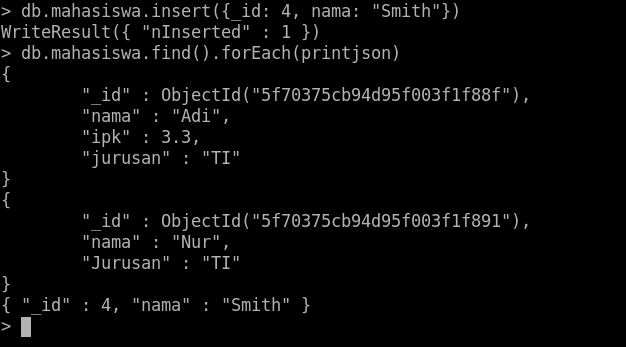 > db.mahasiswa.insert({_id: 4, nama: "Smith"})
WriteResult({ "nInserted" : 1 })
> db.mahasiswa.find().forEach(printjson)
{
        "_id" : ObjectId("5f70375cb94d95f003f1f88f"),
        "nama" : "Adi",
        "ipk" : 3.3,
        "jurusan" : "TI"
}
{
        "_id" : ObjectId("5f70375cb94d95f003f1f891"),
        "nama" : "Nur",
        "Jurusan" : "TI"
}
{ "_id" : 4, "nama" : "Smith" }
>